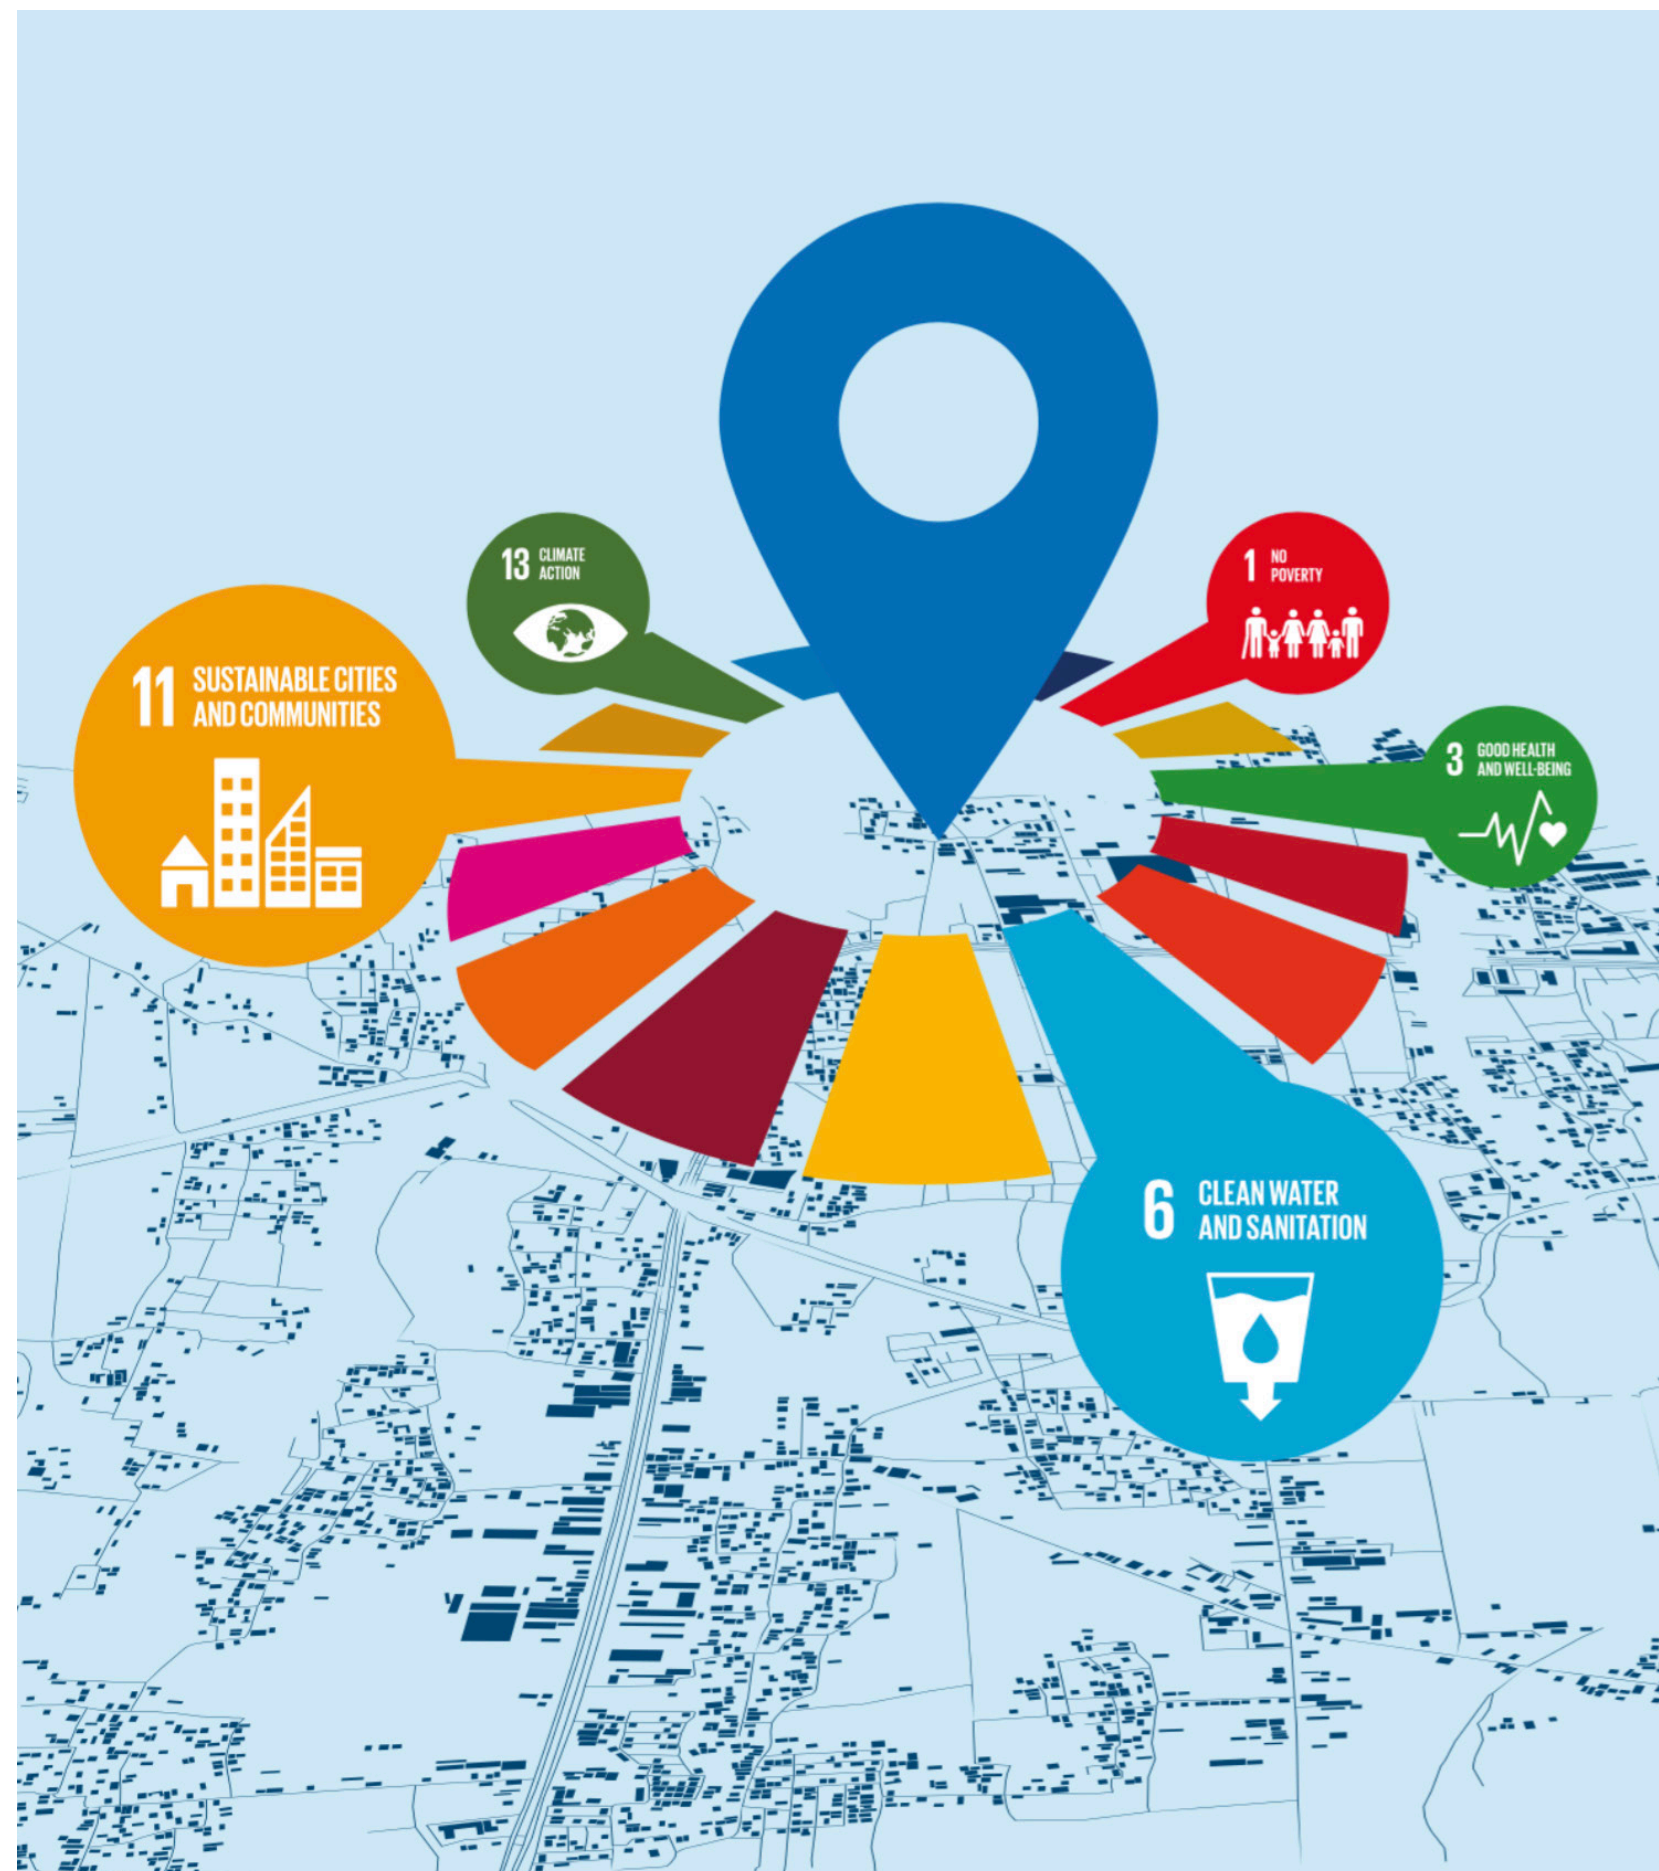 13 CLIMATE
ACTION
1 NO
POVERTY
11 SUSTAINABLE CITIES
AND COMMUNITIES
3 GOOD HEALTH
AND WELL-BEING
6 CLEAN WATER
AND SANITATION